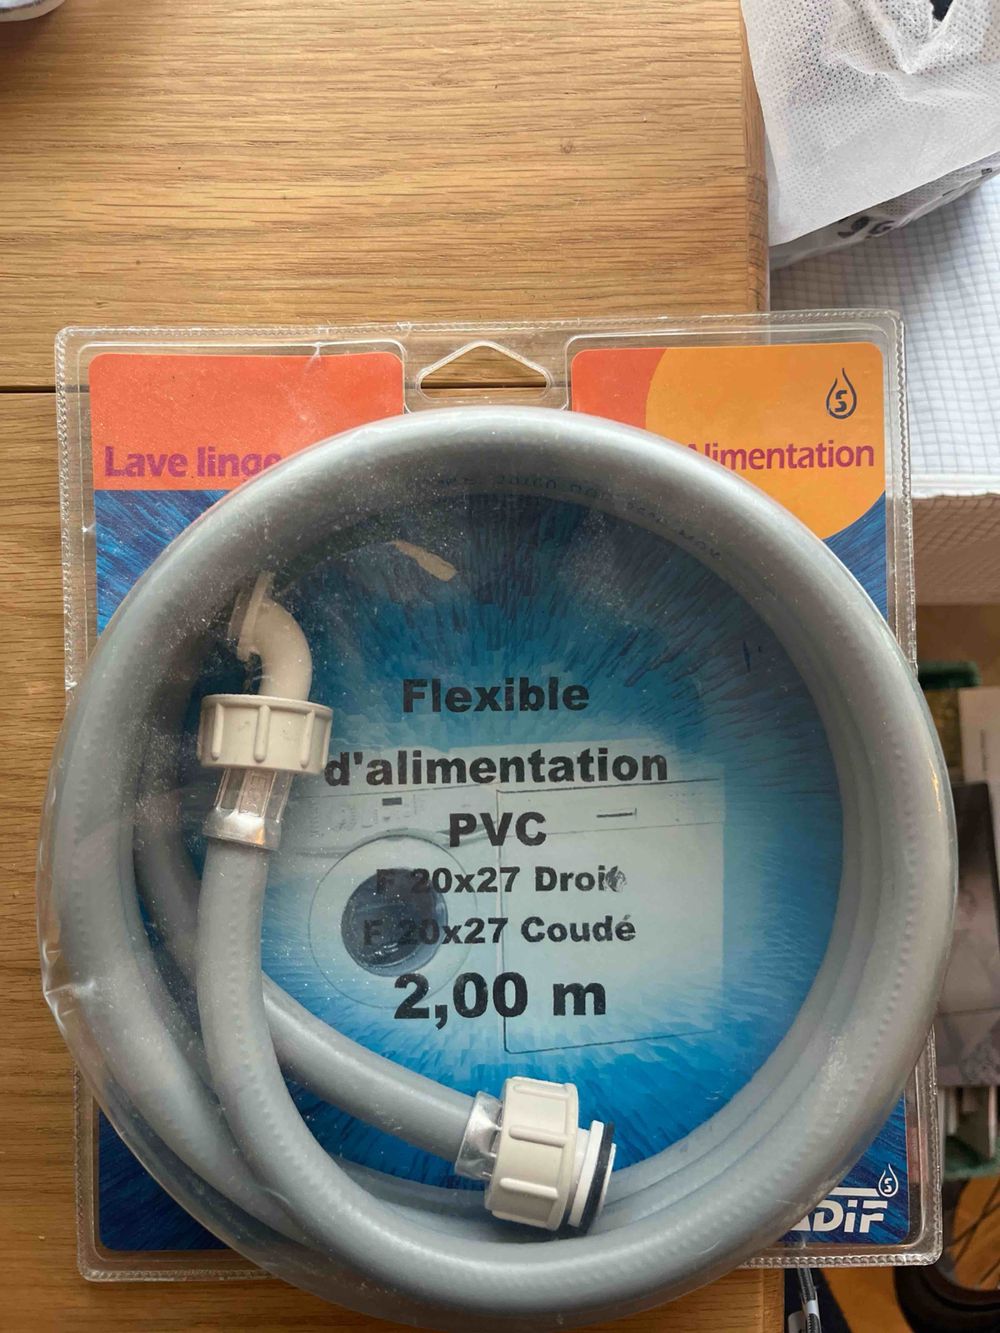 Lave linge
Alimentation
Flexible
d'alimentation
PVC
F 20x27 Droit
F 20x27 Coudé
2,00 m